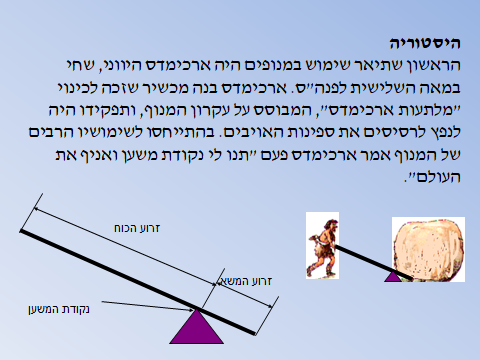 היסטוריה
הראשון שתיאר שימוש במנופים היה ארכימדס היווני, שחי
במאה השלישית לפנה"ס. ארכימדס בנה מכשיר שזכה לכינוי
"מלתעות ארכימדס", המבוסס על עקרון המנוף, ותפקידו היה
לנפץ לרסיסים את ספינות האויבים. בהתייחסו לשימושיו הרבים
של המנוף אמר ארכימדס פעם "תנו לי נקודת משען ואניף את
העולם".
זרוע הכוח
זרוע המשא
נקודת המשען